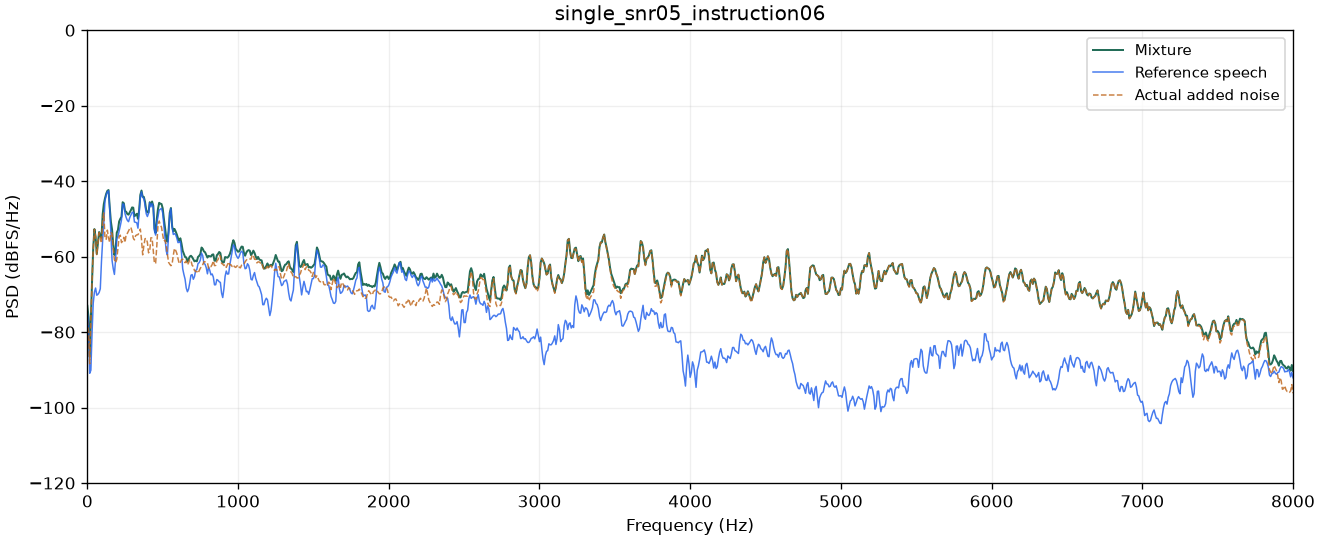 single_snr05_instruction06
0
−20
−40
−60
−80
−100
−120
PSD (dBFS/Hz)
Mixture
Reference speech
Actual added noise
0 1000 2000 3000 4000 5000 6000 7000 8000
Frequency (Hz)